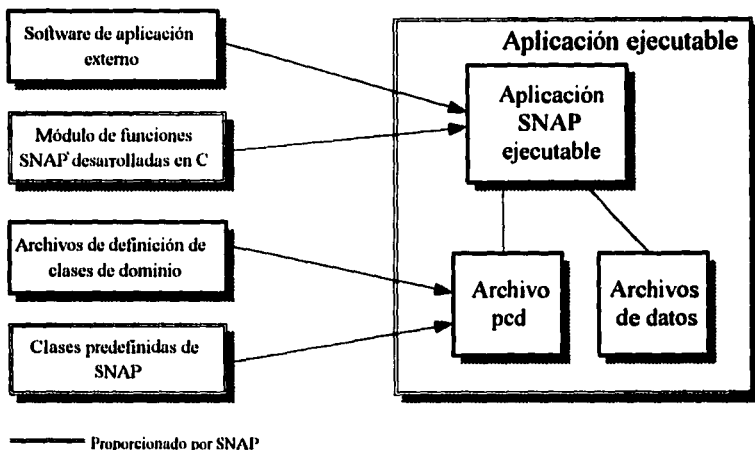 Software de aplicación
externo
Módulo de funciones
SNAP desarrolladas en C
Archivos de definición de
clases de dominio
Clases predefinidas de
SNAP
Proporcionado por SNAP
Aplicación ejecutable
Aplicación
SNAP
ejecutable
Archivo
pcd
Archivos
de datos